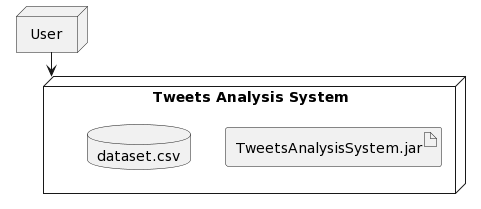 User
Tweets Analysis System
dataset.csv
TweetsAnalysisSystem.jar